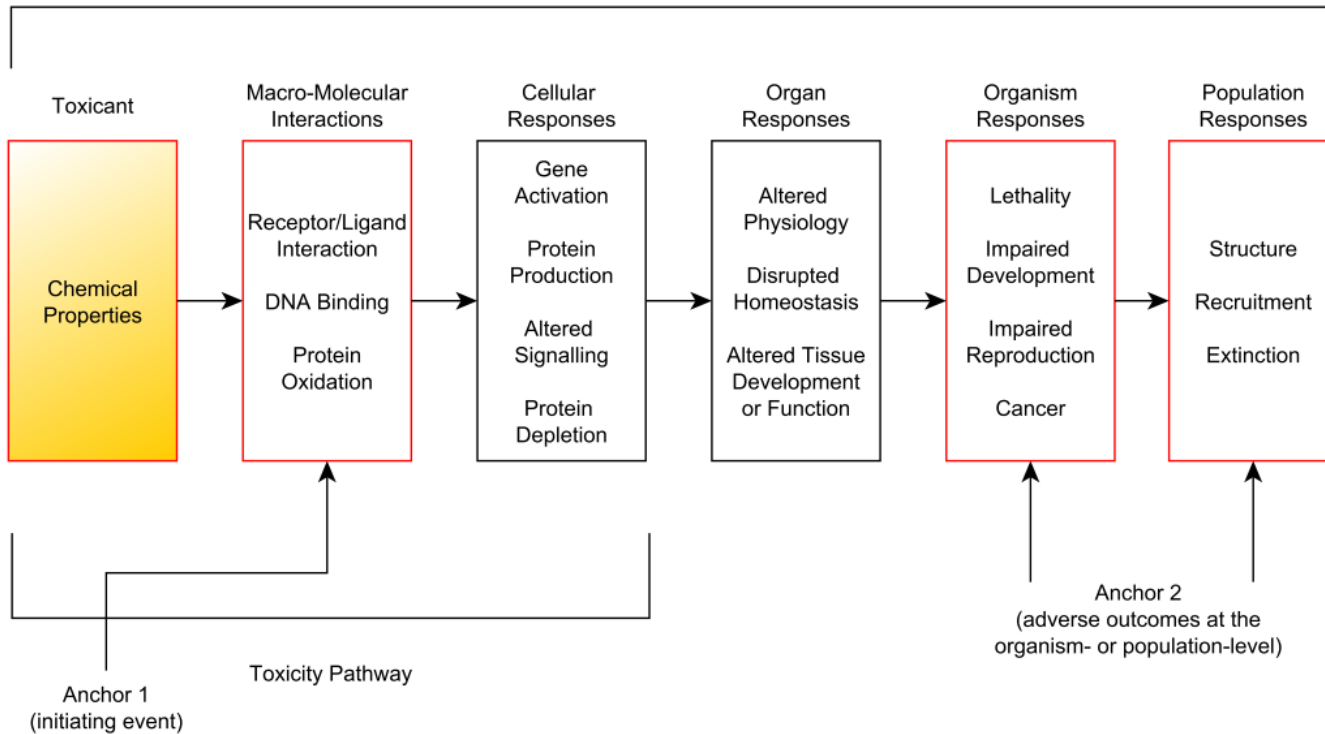 Toxicant
Chemical
Properties
Macro-Molecular
Interactions
Receptor/Ligand
Interaction
DNA Binding
Protein
Oxidation
Cellular
Responses
Gene
Activation
Protein
Production
Altered
Signalling
Protein
Depletion
Organ
Responses
Altered
Physiology
Disrupted
Homeostasis
Altered Tissue
Development
or Function
Organism
Responses
Lethality
Impaired
Development
Impaired
Reproduction
Cancer
Population
Responses
Structure
Recruitment
Extinction
Toxicity Pathway
Anchor 1
(initiating event)
Anchor 2
(adverse outcomes at the
organism- or population-level)